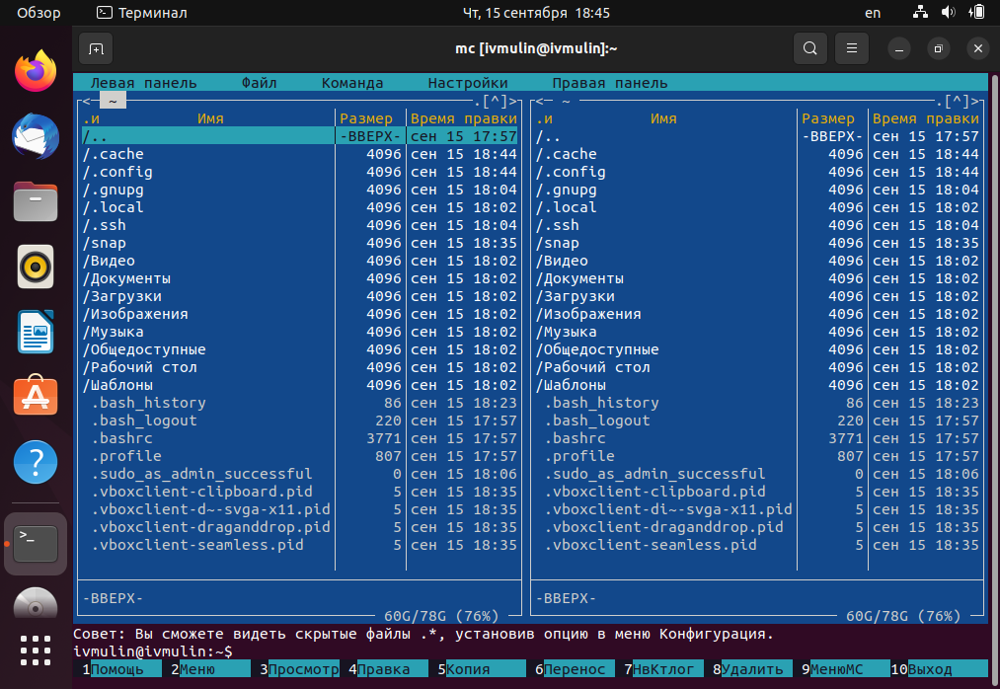 Обзор Терминал Чт, 15 сентября 18:45 en
mc [ivmulin@ivmulin]:~
Левая панель Файл Команда Настройки Правая панель
<─ ~ .[^]> <─ ~ .[^]>
.и Имя Размер Время правки .и Имя Размер Время правки
/.. -ВВЕРХ- сен 15 17:57 /.. -ВВЕРХ- сен 15 17:57
/.cache 4096 сен 15 18:44 /.cache 4096 сен 15 18:44
/.config 4096 сен 15 18:44 /.config 4096 сен 15 18:44
/.gnupg 4096 сен 15 18:04 /.gnupg 4096 сен 15 18:04
/.local 4096 сен 15 18:02 /.local 4096 сен 15 18:02
/.ssh 4096 сен 15 18:04 /.ssh 4096 сен 15 18:04
/snap 4096 сен 15 18:35 /snap 4096 сен 15 18:35
/Видео 4096 сен 15 18:02 /Видео 4096 сен 15 18:02
/Документы 4096 сен 15 18:02 /Документы 4096 сен 15 18:02
/Загрузки 4096 сен 15 18:02 /Загрузки 4096 сен 15 18:02
/Изображения 4096 сен 15 18:02 /Изображения 4096 сен 15 18:02
/Музыка 4096 сен 15 18:02 /Музыка 4096 сен 15 18:02
/Общедоступные 4096 сен 15 18:02 /Общедоступные 4096 сен 15 18:02
/Рабочий стол 4096 сен 15 18:02 /Рабочий стол 4096 сен 15 18:02
/Шаблоны 4096 сен 15 18:02 /Шаблоны 4096 сен 15 18:02
.bash_history 86 сен 15 18:23 .bash_history 86 сен 15 18:23
.bash_logout 220 сен 15 17:57 .bash_logout 220 сен 15 17:57
.bashrc 3771 сен 15 17:57 .bashrc 3771 сен 15 17:57
.profile 807 сен 15 17:57 .profile 807 сен 15 17:57
.sudo_as_admin_successful 0 сен 15 18:06 .sudo_as_admin_successful 0 сен 15 18:06
.vboxclient-clipboard.pid 5 сен 15 18:35 .vboxclient-clipboard.pid 5 сен 15 18:35
.vboxclient-d~-svga-x11.pid 5 сен 15 18:35 .vboxclient-di~-svga-x11.pid 5 сен 15 18:35
.vboxclient-draganddrop.pid 5 сен 15 18:35 .vboxclient-draganddrop.pid 5 сен 15 18:35
.vboxclient-seamless.pid 5 сен 15 18:35 .vboxclient-seamless.pid 5 сен 15 18:35
-ВВЕРХ- -ВВЕРХ-
60G/78G (76%) 60G/78G (76%)
Совет: Вы сможете видеть скрытые файлы .*, установив опцию в меню Конфигурация.
ivmulin@ivmulin:~$
1Помощь 2Меню 3Просмотр 4Правка 5Копия 6Перенос 7НвКтлог 8Удалить 9МенюMC 10Выход